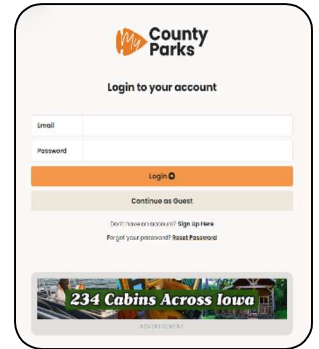 My County
Parks
Login to your account
Email
Password
Login
Continue as Guest
Don't have an account? Sign Up Here
Forgot your password? Reset Password
234 Cabins Across Iowa
ADVERTISEMENT